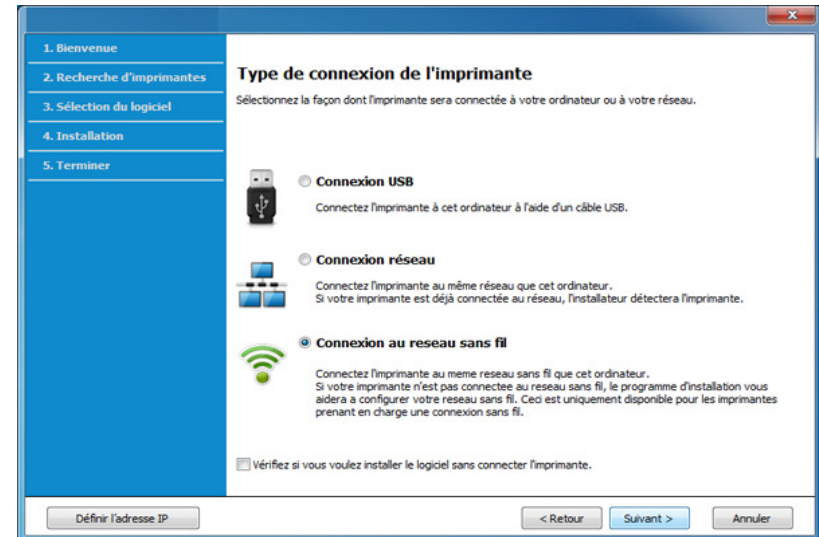 1. Bienvenue
2. Recherche d'imprimantes
3. Sélection du logiciel
4. Installation
5. Terminer
Type de connexion de l'imprimante
Sélectionnez la façon dont l'imprimante sera connectée à votre ordinateur ou à votre réseau.
Connexion USB
Connectez l'imprimante à cet ordinateur à l'aide d'un câble USB.
Connexion réseau
Connectez l'imprimante au même réseau que cet ordinateur.
Si votre imprimante est déjà connectée au réseau, l'installateur détectera l'imprimante.
Connexion au reseau sans fil
Connectez l'imprimante au meme reseau sans fil que cet ordinateur.
Si votre imprimante n'est pas connectee au reseau sans fil, le programme d'installation vous
aidera a configurer votre reseau sans fil. Ceci est uniquement disponible pour les imprimantes
prenant en charge une connexion sans fil.
Vérifiez si vous voulez installer le logiciel sans connecter l'imprimante.
Définir l'adresse IP
< Retour
Suivant >
Annuler